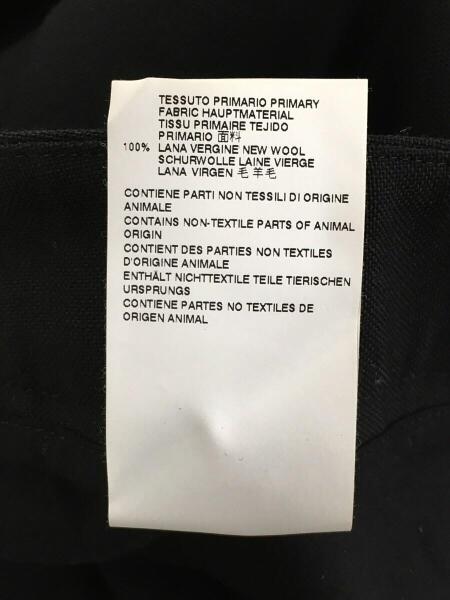 TESSUTO PRIMARIO PRIMARY
FABRIC HAUPTMATERIAL
TISSU PRIMAIRE TEJIDO
PRIMARIO 面料
100% LANA VERGINE NEW WOOL
SCHURWOLLE LAINE VIERGE
LANA VIRGEN 毛羊毛
CONTIENE PARTI NON TESSILI DI ORIGINE
ANIMALE
CONTAINS NON-TEXTILE PARTS OF ANIMAL
ORIGIN
CONTIENT DES PARTIES NON TEXTILES
D'ORIGINE ANIMALE
ENTHÄLT NICHTTEXTILE TEILE TIERISCHEN
URSPRUNGS
CONTIENE PARTES NO TEXTILES DE
ORIGEN ANIMAL